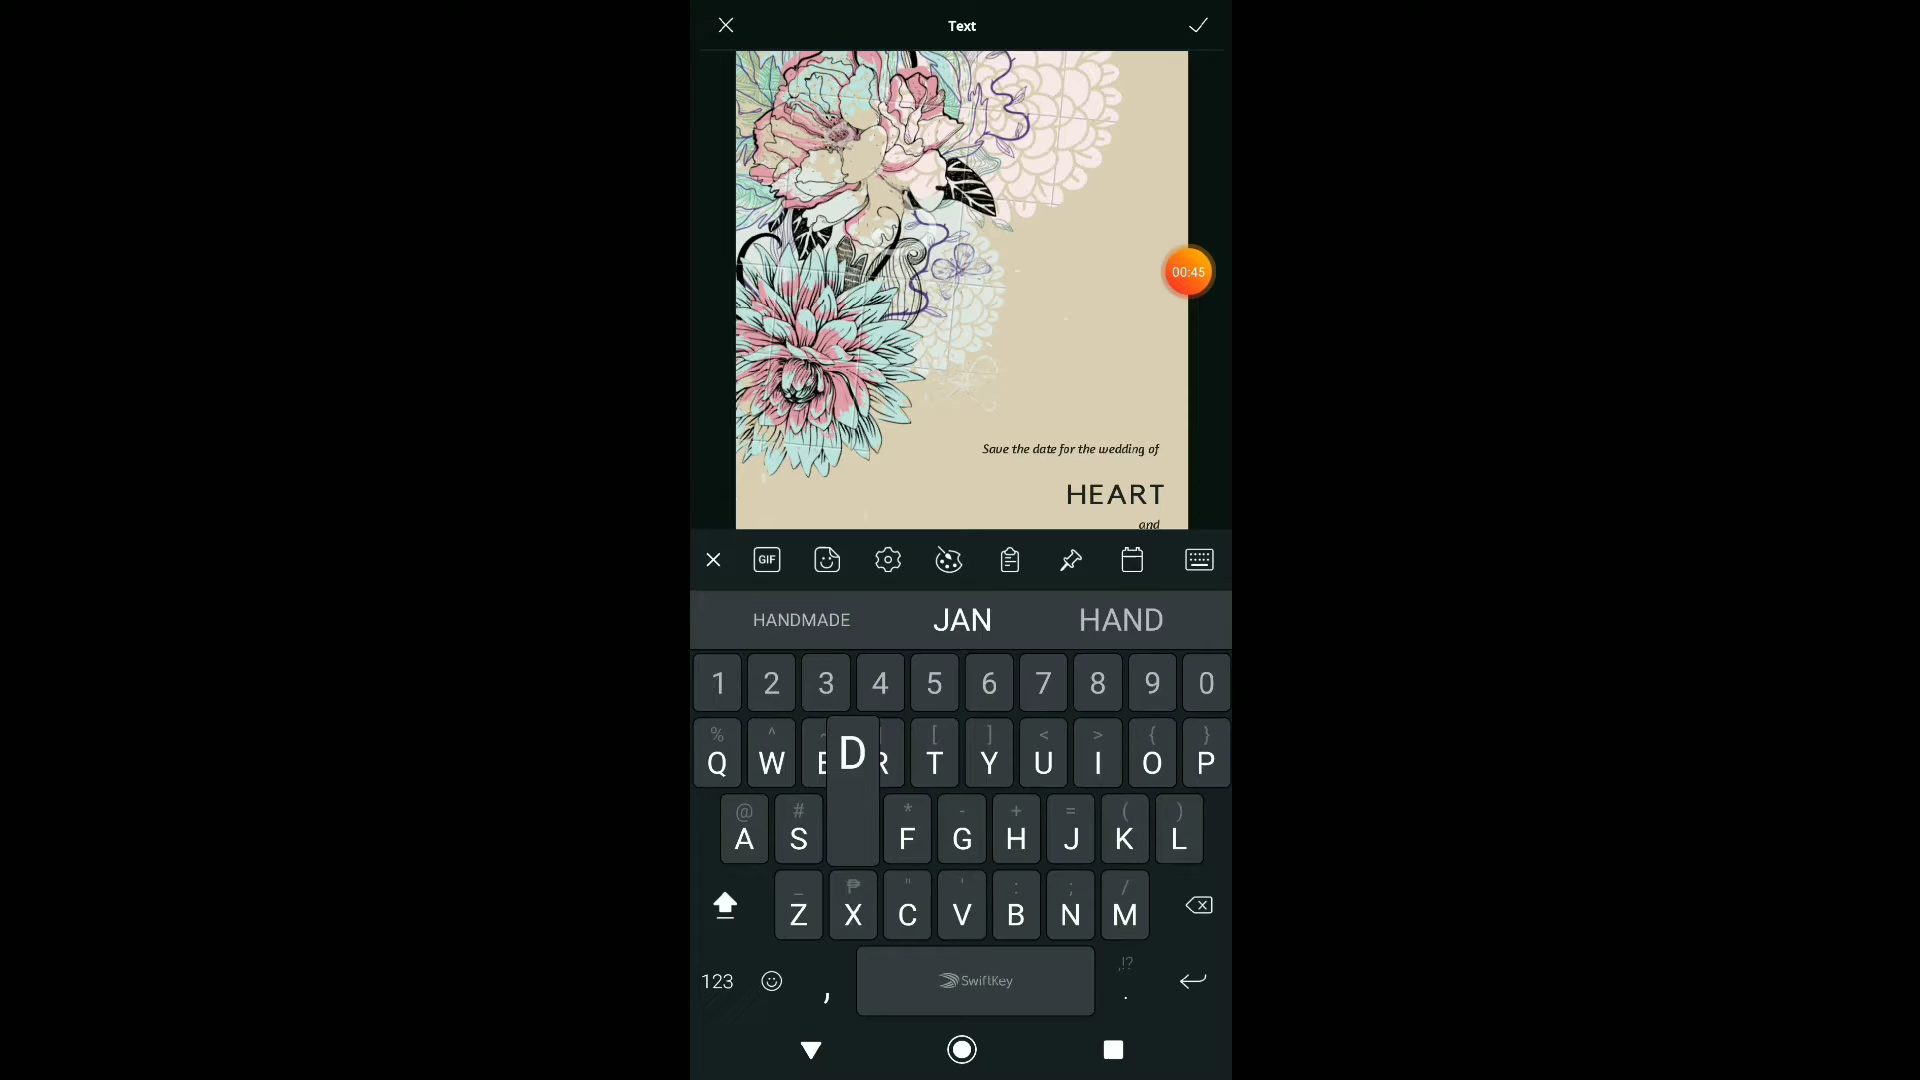 Text
00:45
Save the date for the wedding of
HEART
and
GIF
HANDMADE JAN HAND
1 2 3 4 5 6 7 8 9 0
% ^ ~ [ ] < > { }
Q W E R T Y U I O P
D
@ # * - + = ( )
A S F G H J K L
_ ₱ " ' : ; /
Z X C V B N M
,!?
123 , SwiftKey .